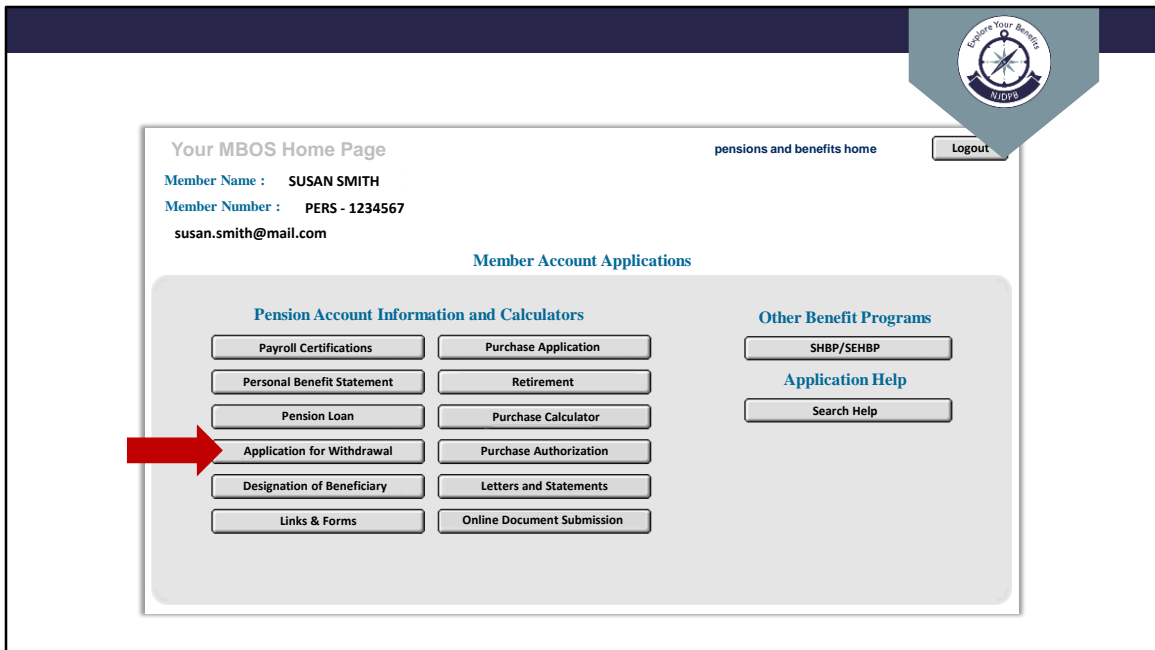 Explore Your Benefits
NJDPB
Your MBOS Home Page
pensions and benefits home
Logout
Member Name : SUSAN SMITH
Member Number : PERS - 1234567
susan.smith@mail.com
Member Account Applications
Pension Account Information and Calculators
Payroll Certifications
Purchase Application
Personal Benefit Statement
Retirement
Pension Loan
Purchase Calculator
Application for Withdrawal
Purchase Authorization
Designation of Beneficiary
Letters and Statements
Links & Forms
Online Document Submission
Other Benefit Programs
SHBP/SEHBP
Application Help
Search Help